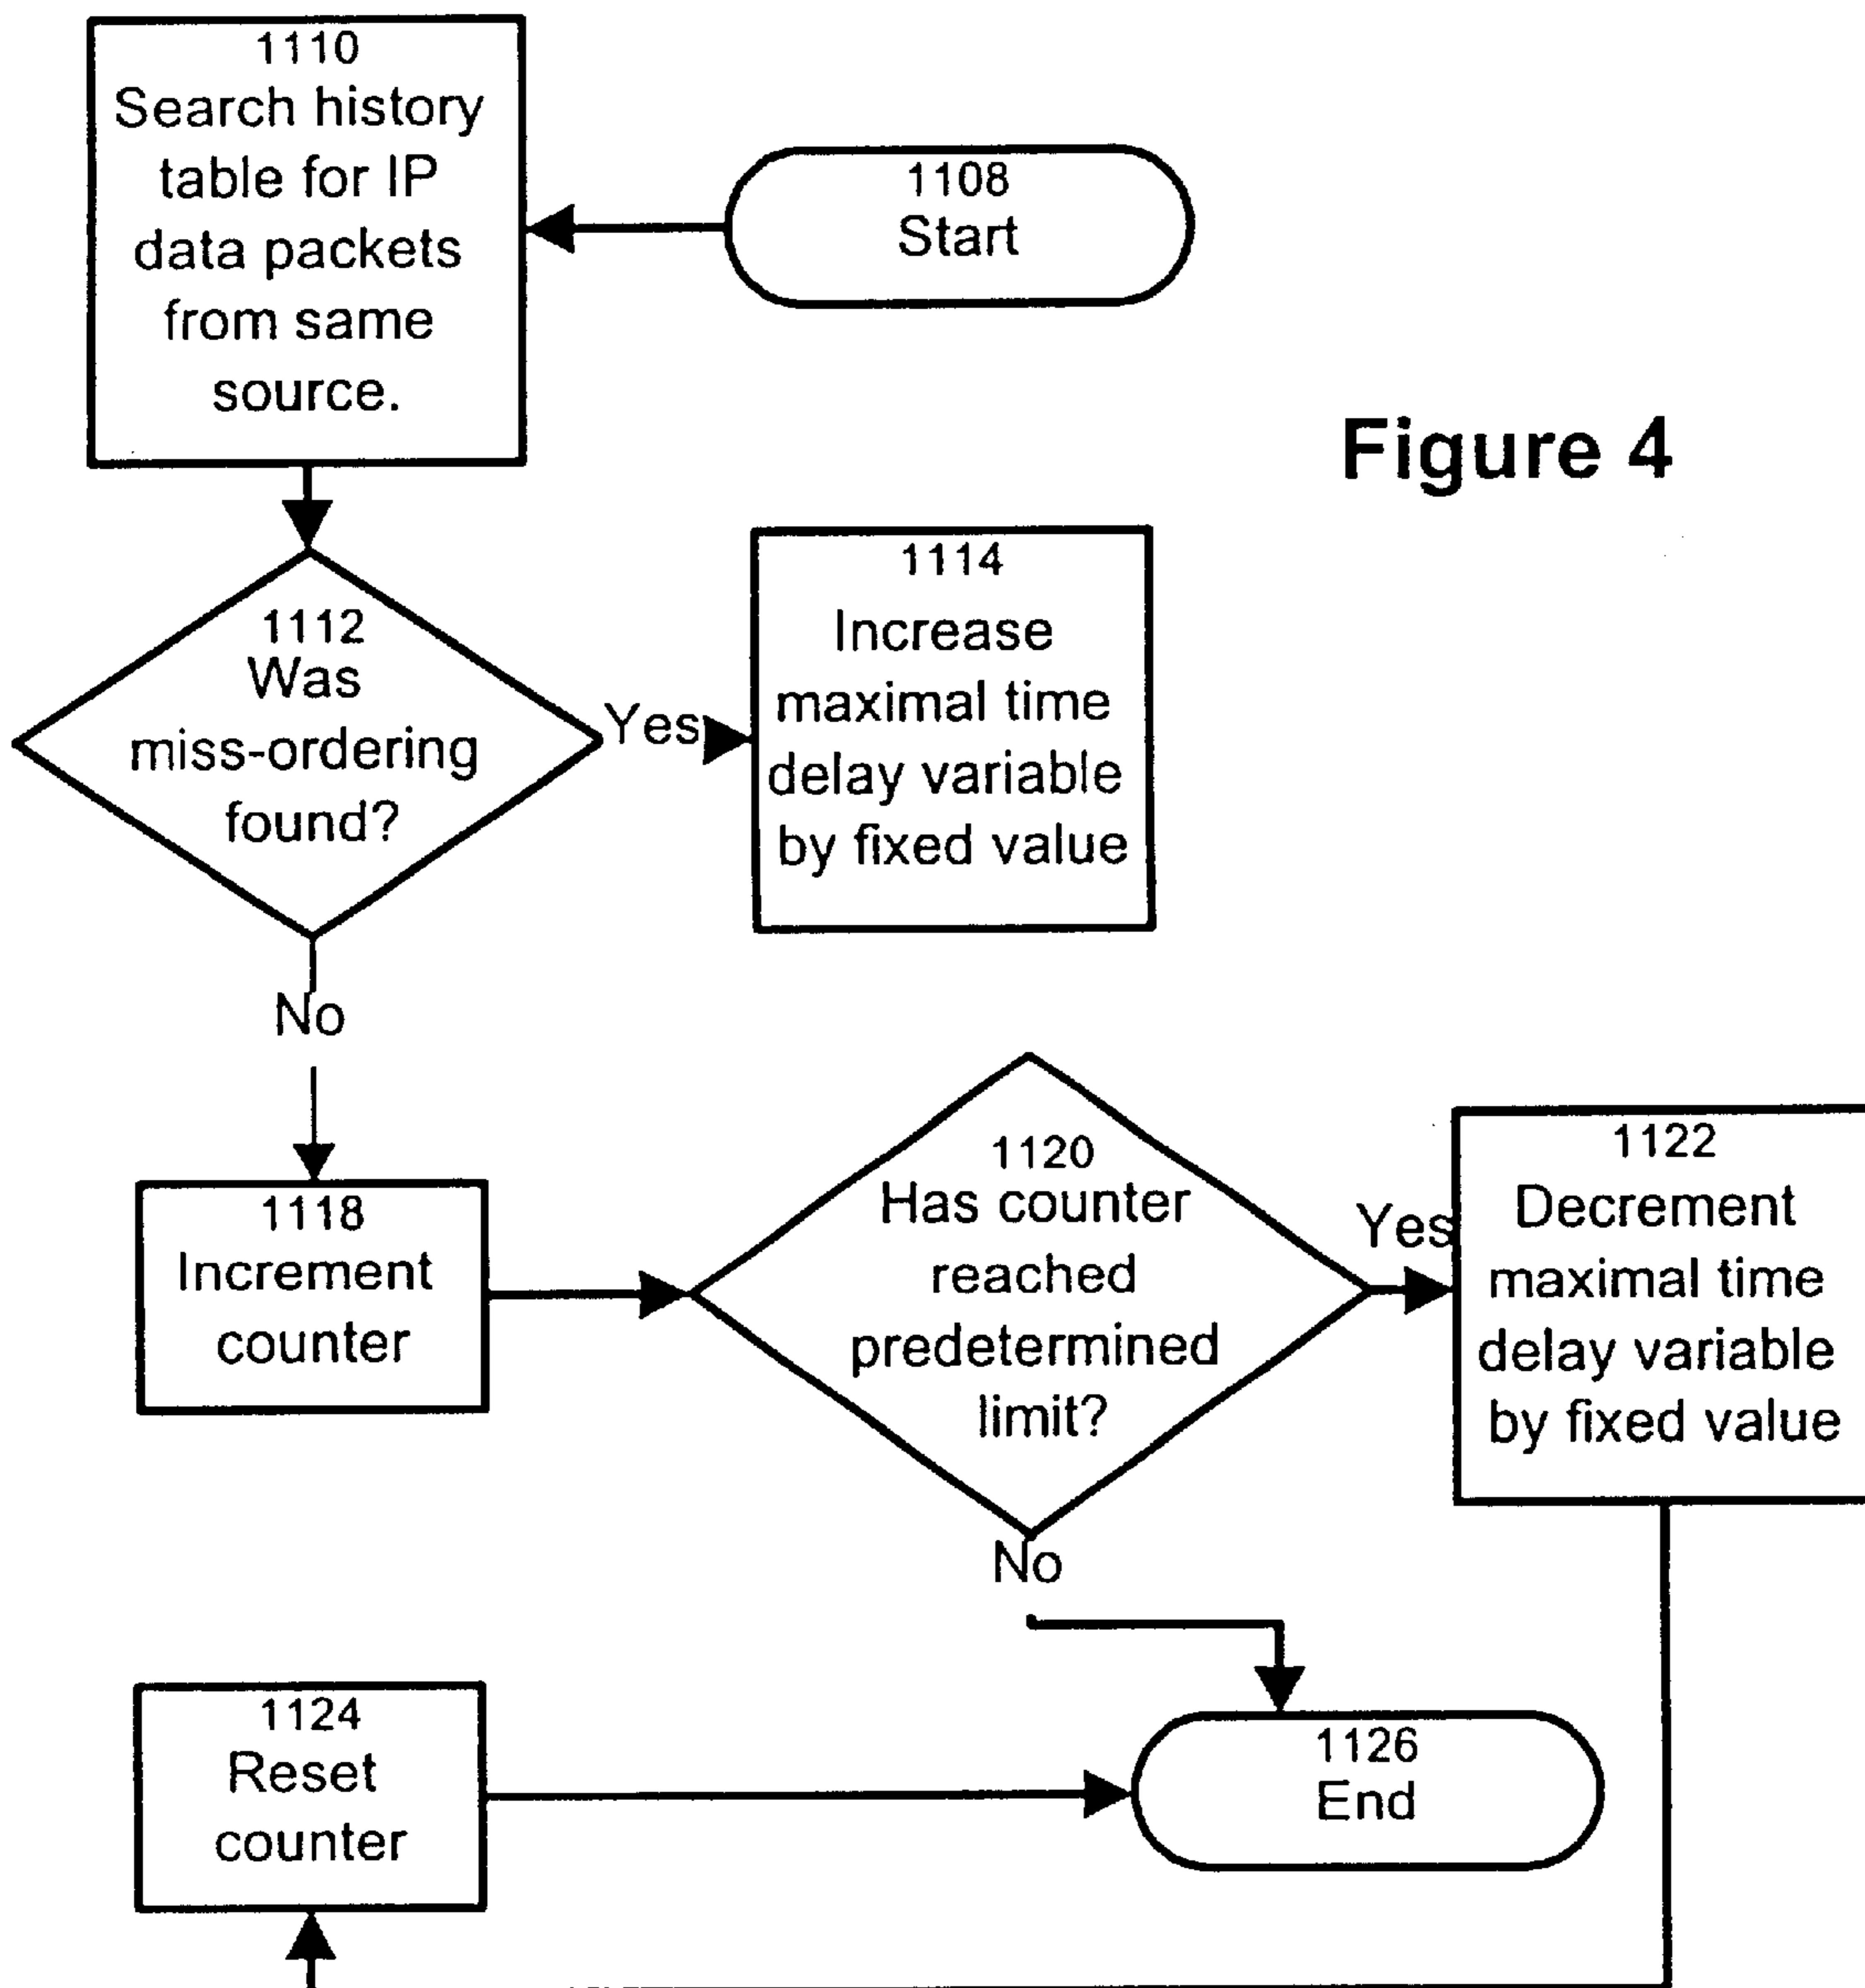 1110
Search history
table for IP
data packets
from same
source.
1108
Start
Figure 4
1112
Was
miss-ordering
found?
Yes
1114
Increase
maximal time
delay variable
by fixed value
No
1118
Increment
counter
1120
Has counter
reached
predetermined
limit?
Yes
1122
Decrement
maximal time
delay variable
by fixed value
No
1124
Reset
counter
1126
End